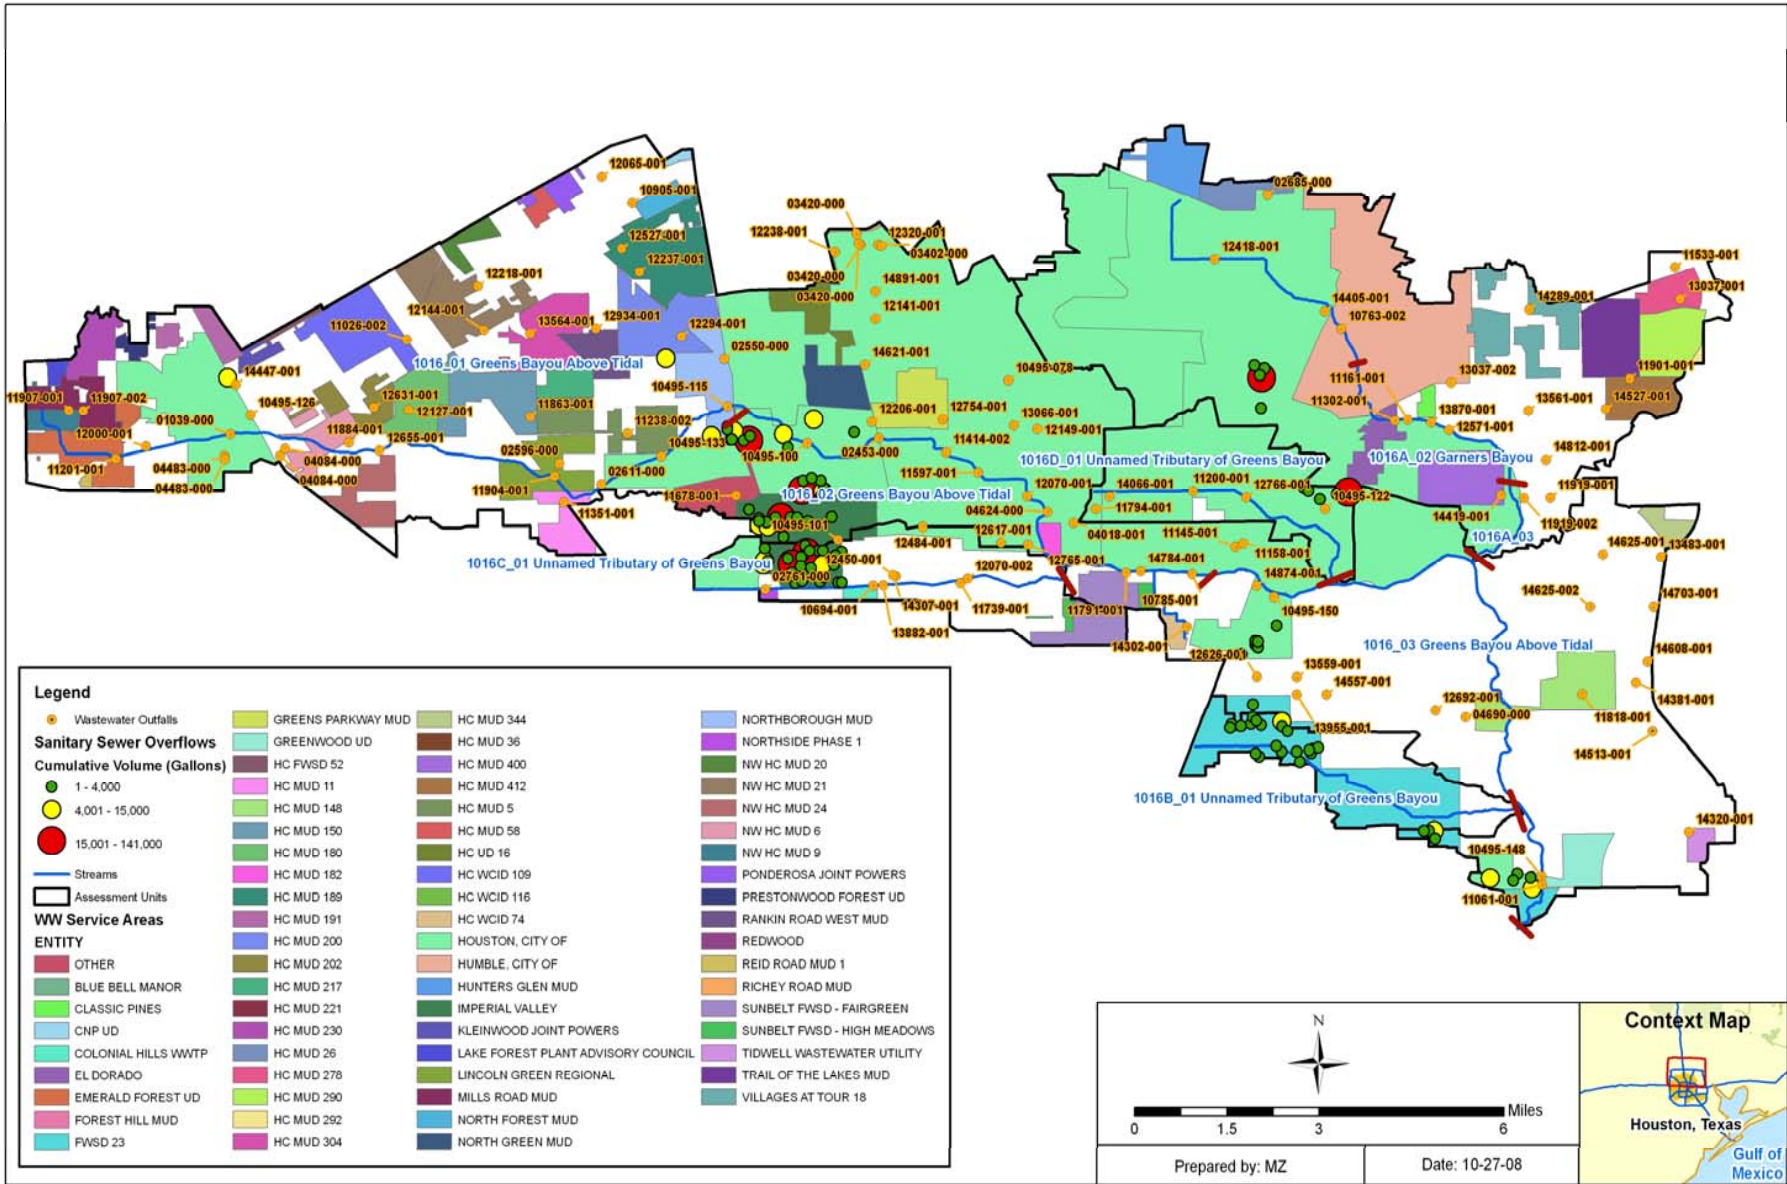 12065-001
10905-001
02685-000
03420-000
12527-001
12238-001
12320-001
03402-000
12418-001
11533-001
12237-001
12218-001
03420-000
14891-001
13037-001
03420-000
14289-001
12144-001
12141-001
14405-001
11026-002
13564-001
12934-001
12294-001
10763-002
1016_01 Greens Bayou Above Tidal
02550-000
14621-001
10495-078
13037-002
11901-001
14447-001
10495-115
11161-001
11907-001
11907-002
10495-126
12631-001
12127-001
11863-001
12206-001
12754-001
13066-001
11302-001
13870-001
13561-001
14527-001
01039-000
11238-002
12149-001
12571-001
12000-001
11884-001
12655-001
10495-133
10495-100
02453-000
11414-002
14812-001
11201-001
04483-000
04084-000
02596-000
02611-000
11597-001
1016D_01 Unnamed Tributary of Greens Bayou
1016A_02 Garners Bayou
04483-000
04084-000
11904-001
11678-001
1016_02 Greens Bayou Above Tidal
12070-001
14066-001
11200-001
12766-001
10495-122
11919-001
11351-001
04624-000
11794-001
14419-001
11919-002
10495-101
12617-001
04018-001
11145-001
1016A_03
12484-001
11158-001
14625-001
13483-001
1016C_01 Unnamed Tributary of Greens Bayou
12450-001
12765-001
14784-001
02761-000
12070-002
14874-001
10694-001
14307-001
11739-001
11791-001
10785-001
10495-150
14625-002
14703-001
13882-001
14302-001
12626-001
1016_03 Greens Bayou Above Tidal
14608-001
13559-001
14557-001
14381-001
12692-001
04690-000
11818-001
13955-001
14513-001
1016B_01 Unnamed Tributary of Greens Bayou
14320-001
10495-148
11061-001
Legend
Wastewater Outfalls
Sanitary Sewer Overflows
Cumulative Volume (Gallons)
1 - 4,000
4,001 - 15,000
15,001 - 141,000
Streams
Assessment Units
WW Service Areas
ENTITY
OTHER
BLUE BELL MANOR
CLASSIC PINES
CNP UD
COLONIAL HILLS WWTP
EL DORADO
EMERALD FOREST UD
FOREST HILL MUD
FWSD 23
GREENS PARKWAY MUD
GREENWOOD UD
HC FWSD 52
HC MUD 11
HC MUD 148
HC MUD 150
HC MUD 180
HC MUD 182
HC MUD 189
HC MUD 191
HC MUD 200
HC MUD 202
HC MUD 217
HC MUD 221
HC MUD 230
HC MUD 26
HC MUD 278
HC MUD 290
HC MUD 292
HC MUD 304
HC MUD 344
HC MUD 36
HC MUD 400
HC MUD 412
HC MUD 5
HC MUD 58
HC UD 16
HC WCID 109
HC WCID 116
HC WCID 74
HOUSTON, CITY OF
HUMBLE, CITY OF
HUNTERS GLEN MUD
IMPERIAL VALLEY
KLEINWOOD JOINT POWERS
LAKE FOREST PLANT ADVISORY COUNCIL
LINCOLN GREEN REGIONAL
MILLS ROAD MUD
NORTH FOREST MUD
NORTH GREEN MUD
NORTHBOROUGH MUD
NORTHSIDE PHASE 1
NW HC MUD 20
NW HC MUD 21
NW HC MUD 24
NW HC MUD 6
NW HC MUD 9
PONDEROSA JOINT POWERS
PRESTONWOOD FOREST UD
RANKIN ROAD WEST MUD
REDWOOD
REID ROAD MUD 1
RICHEY ROAD MUD
SUNBELT FWSD - FAIRGREEN
SUNBELT FWSD - HIGH MEADOWS
TIDWELL WASTEWATER UTILITY
TRAIL OF THE LAKES MUD
VILLAGES AT TOUR 18
N
Miles
0 1.5 3 6
Prepared by: MZ
Date: 10-27-08
Context Map
Houston, Texas
Gulf of
Mexico